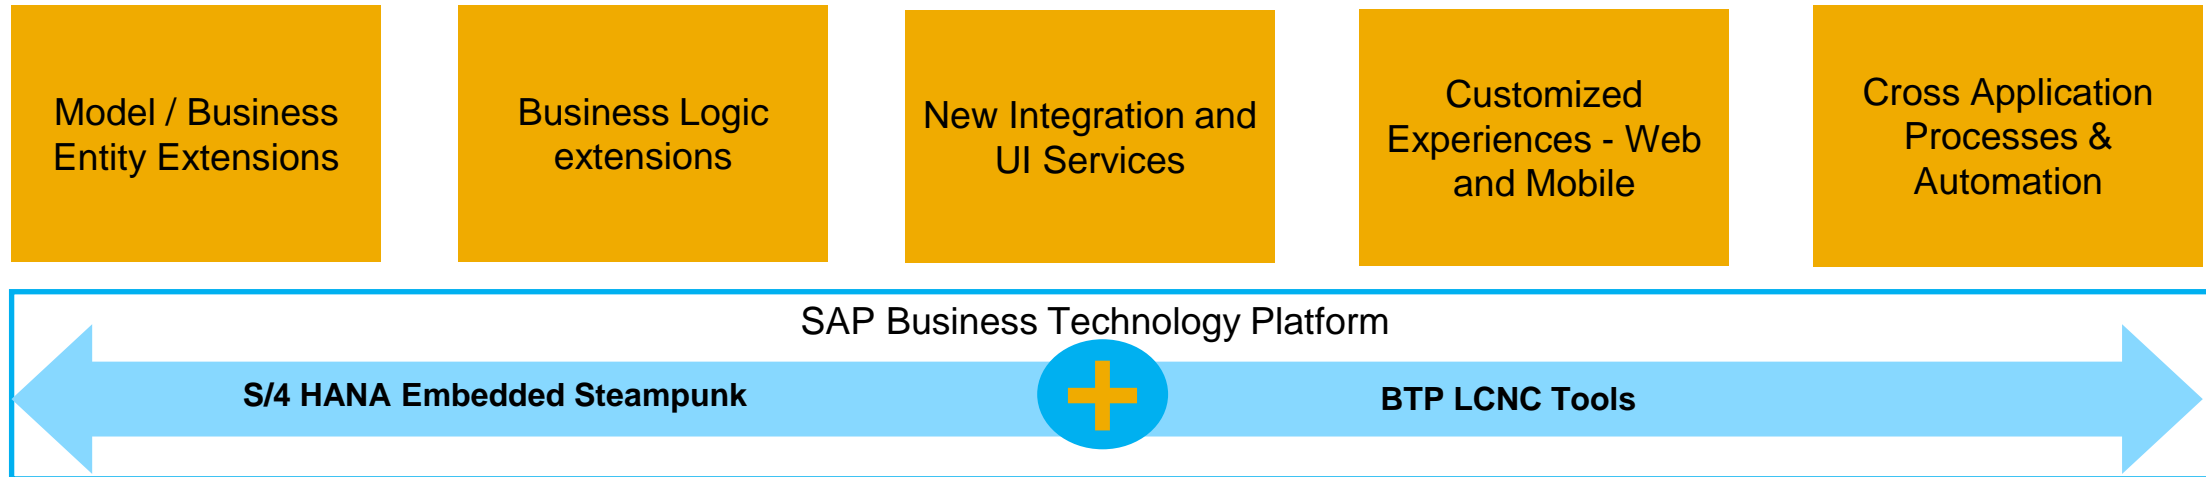 Model / Business
Entity Extensions
Business Logic
extensions
New Integration and
UI Services
Customized
Experiences - Web
and Mobile
Cross Application
Processes &
Automation
SAP Business Technology Platform
S/4 HANA Embedded Steampunk
BTP LCNC Tools